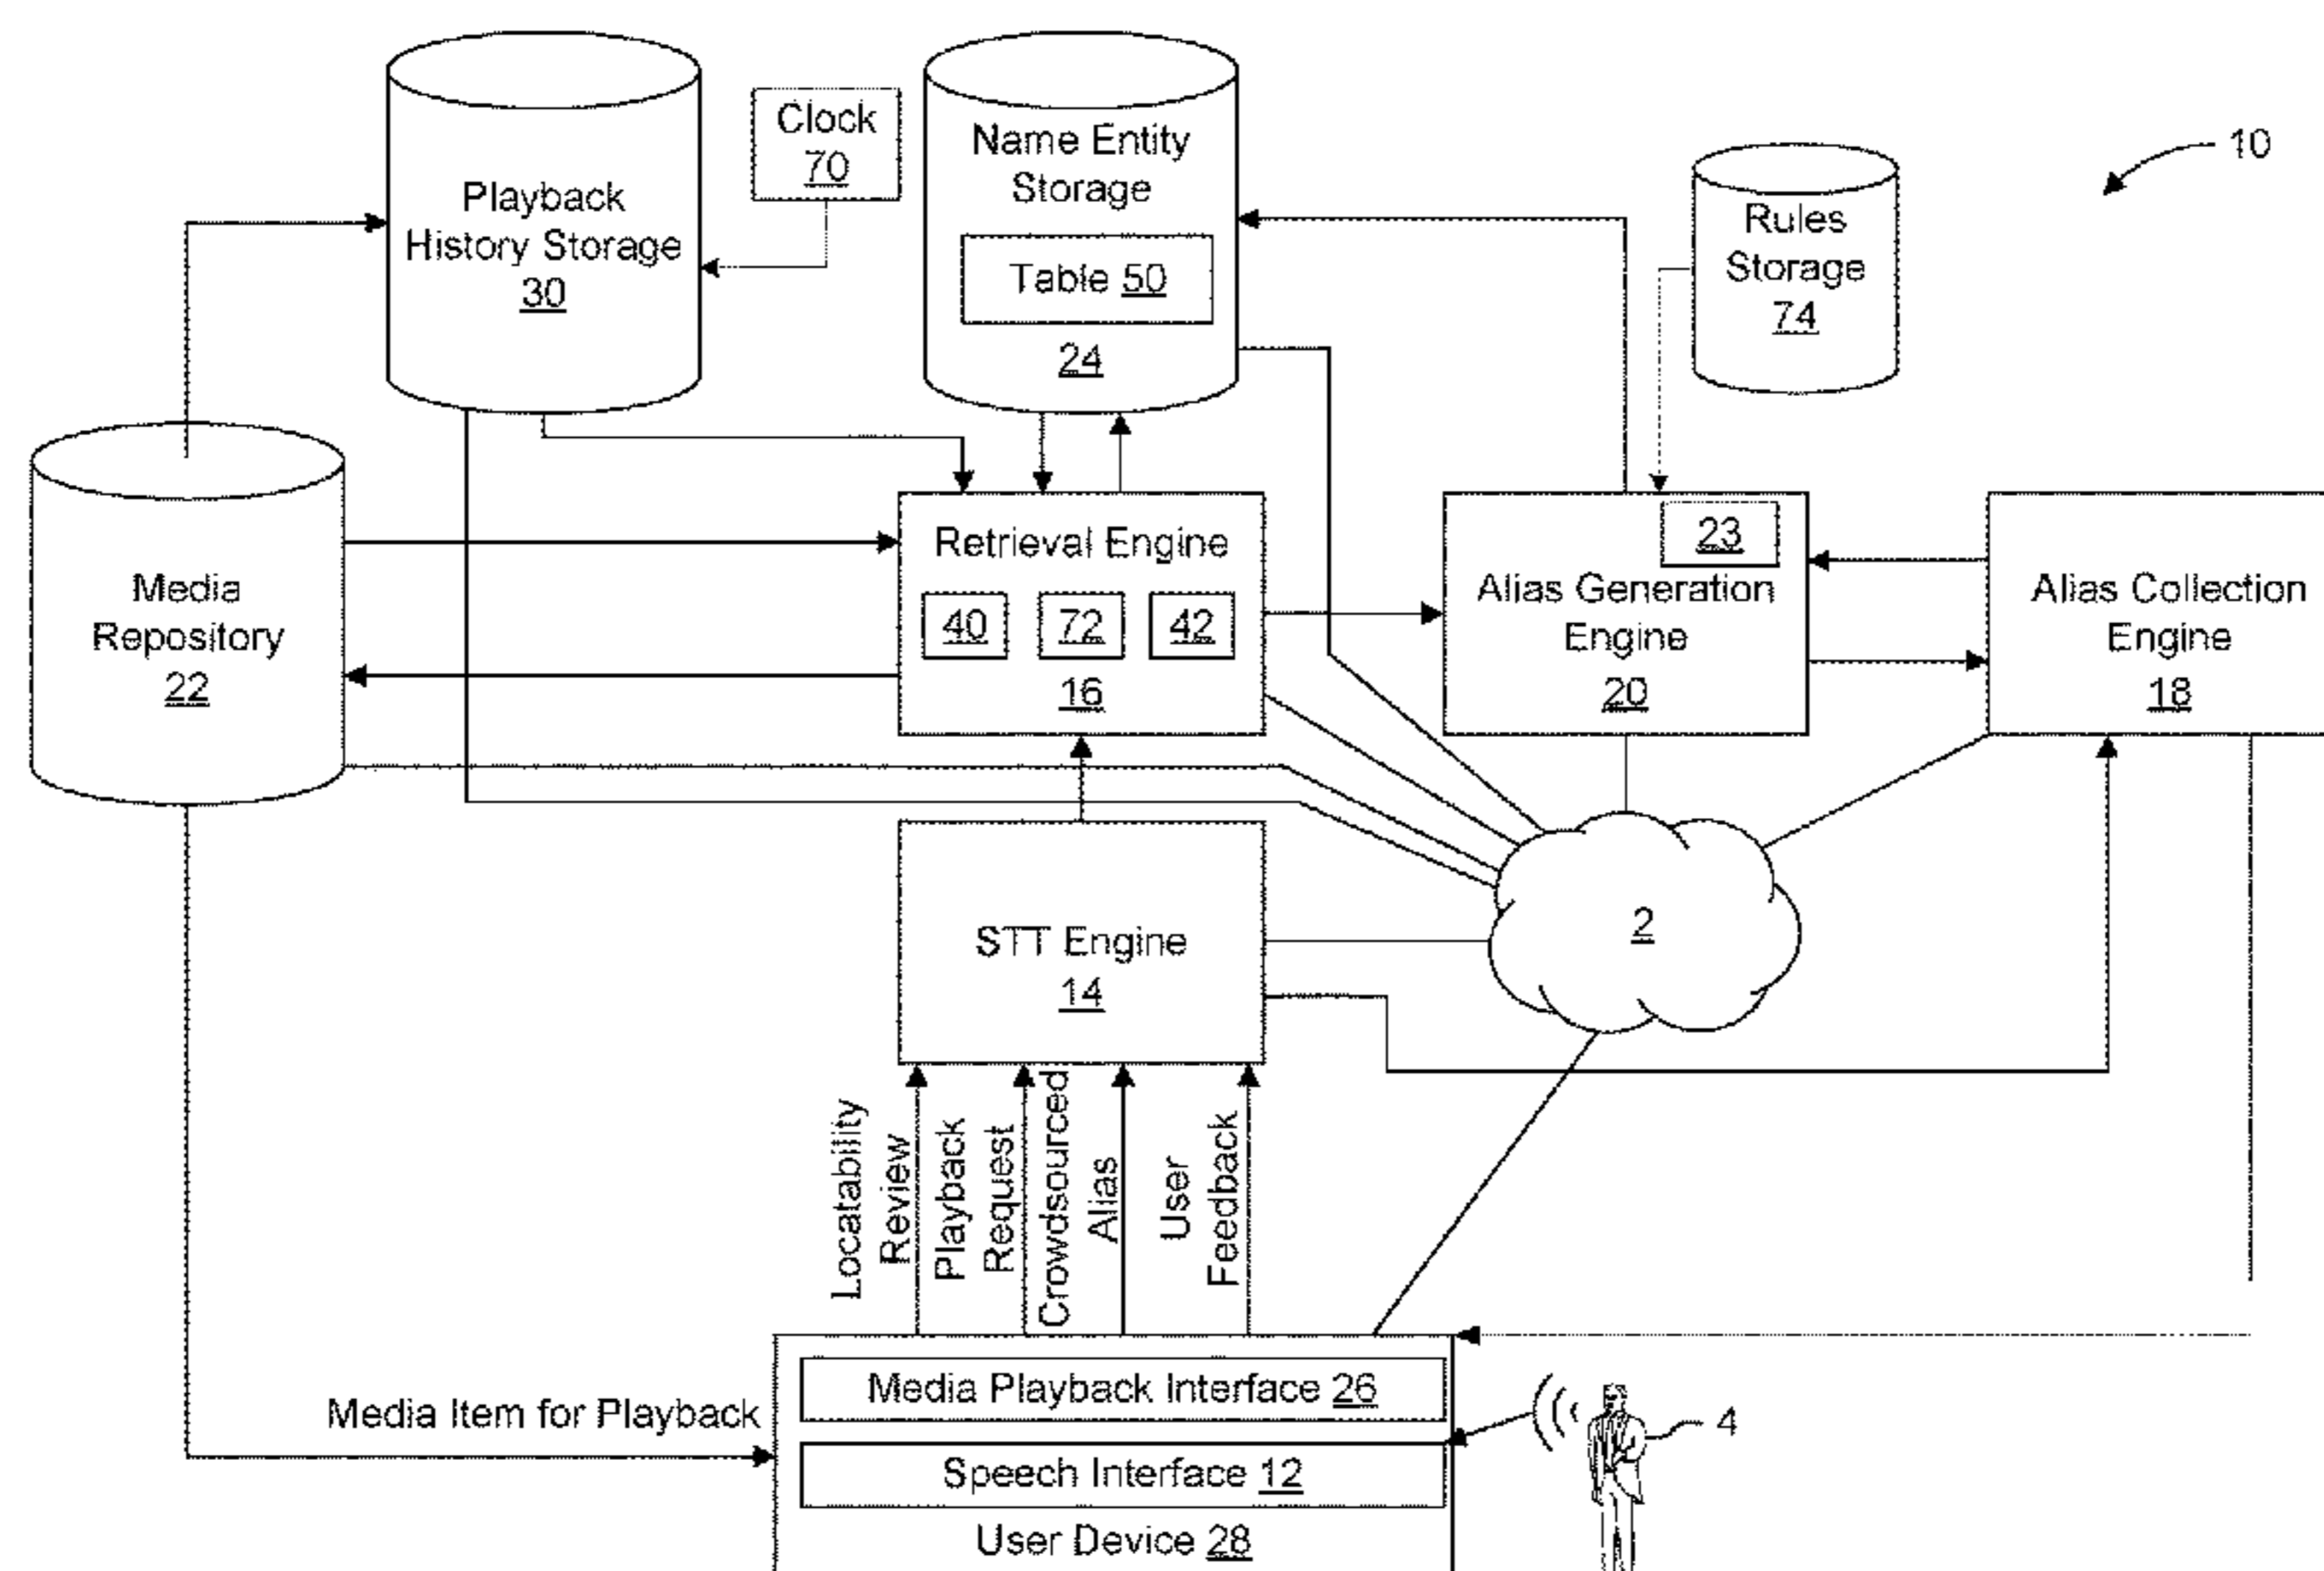 Clock
70
Name Entity
Storage
Table 50
24
10
Playback
History Storage
30
Rules
Storage
74
Media
Repository
22
Retrieval Engine
40
72
42
16
23
Alias Generation
Engine
20
Alias Collection
Engine
18
STT Engine
14
2
Locatability
Review
Playback
Request
Crowdsourced
Alias
User
Feedback
Media Item for Playback
Media Playback Interface 26
Speech Interface 12
User Device 28
4